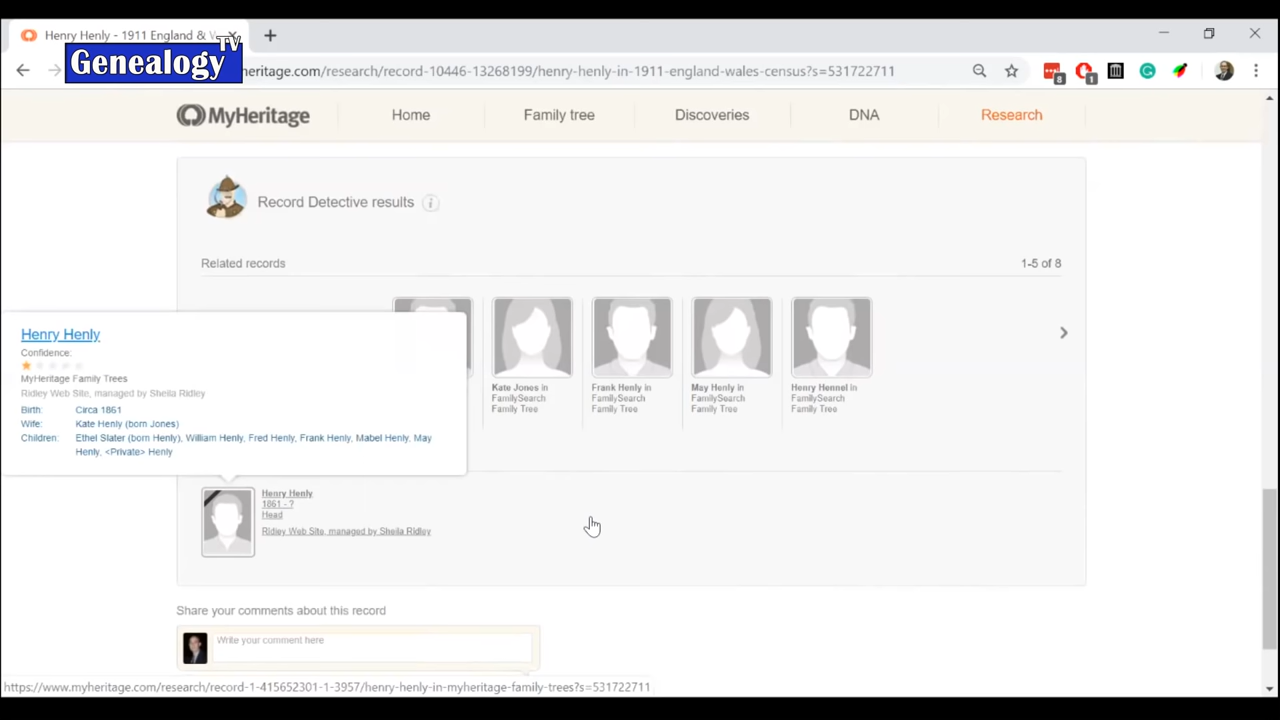 Henry Henly - 1911 England & W
Genealogy TV
eritage.com/research/record-10446-13268199/henry-henly-in-1911-england-wales-census?s=531722711
8
1
MyHeritage
Home
Family tree
Discoveries
DNA
Research
Record Detective results
i
Related records
1-5 of 8
Henry Henly
Confidence:
MyHeritage Family Trees
Ridley Web Site, managed by Sheila Ridley
Birth: Circa 1861
Wife: Kate Henly (born Jones)
Children: Ethel Slater (born Henly), William Henly, Fred Henly, Frank Henly, Mabel Henly, May
Henly, <Private> Henly
Kate Jones in
FamilySearch
Family Tree
Frank Henly in
FamilySearch
Family Tree
May Henly in
FamilySearch
Family Tree
Henry Hennel in
FamilySearch
Family Tree
Henry Henly
1861 - ?
Head
Ridley Web Site, managed by Sheila Ridley
Share your comments about this record
Write your comment here
https://www.myheritage.com/research/record-1-415652301-1-3957/henry-henly-in-myheritage-family-trees?s=531722711